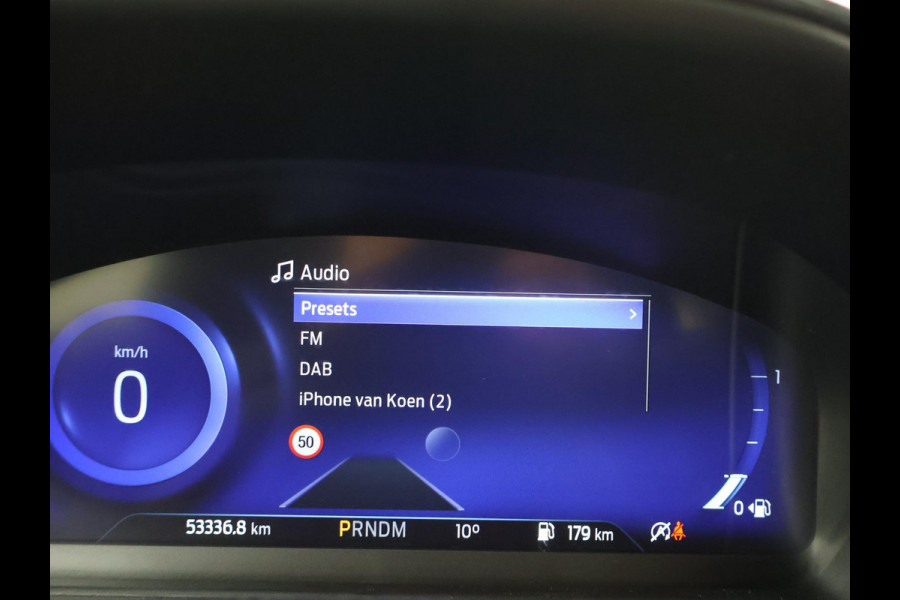 Audio
Presets
FM
DAB
iPhone van Koen (2)
km/h
0
50
1
0
53336.8 km
PRNDM
10°
179 km